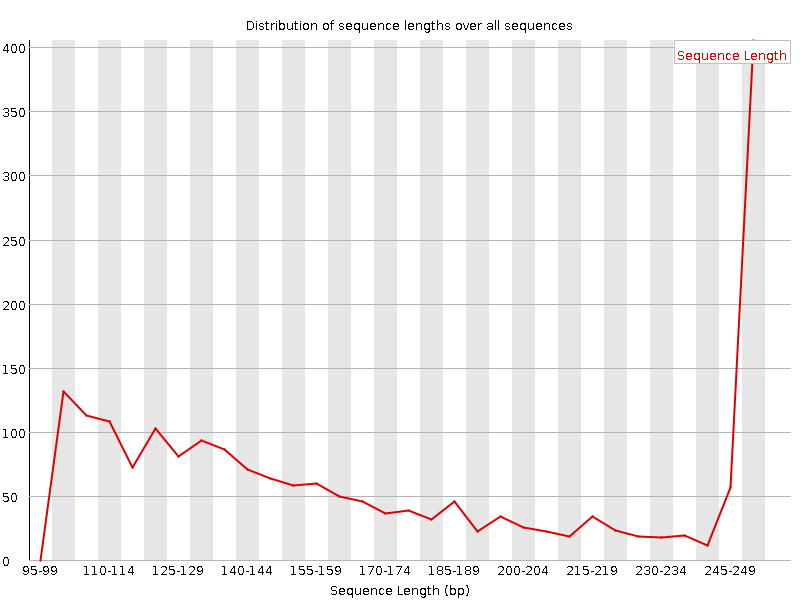 Distribution of sequence lengths over all sequences
Sequence Length
400
350
300
250
200
150
100
50
0
95-99 110-114 125-129 140-144 155-159 170-174 185-189 200-204 215-219 230-234 245-249
Sequence Length (bp)